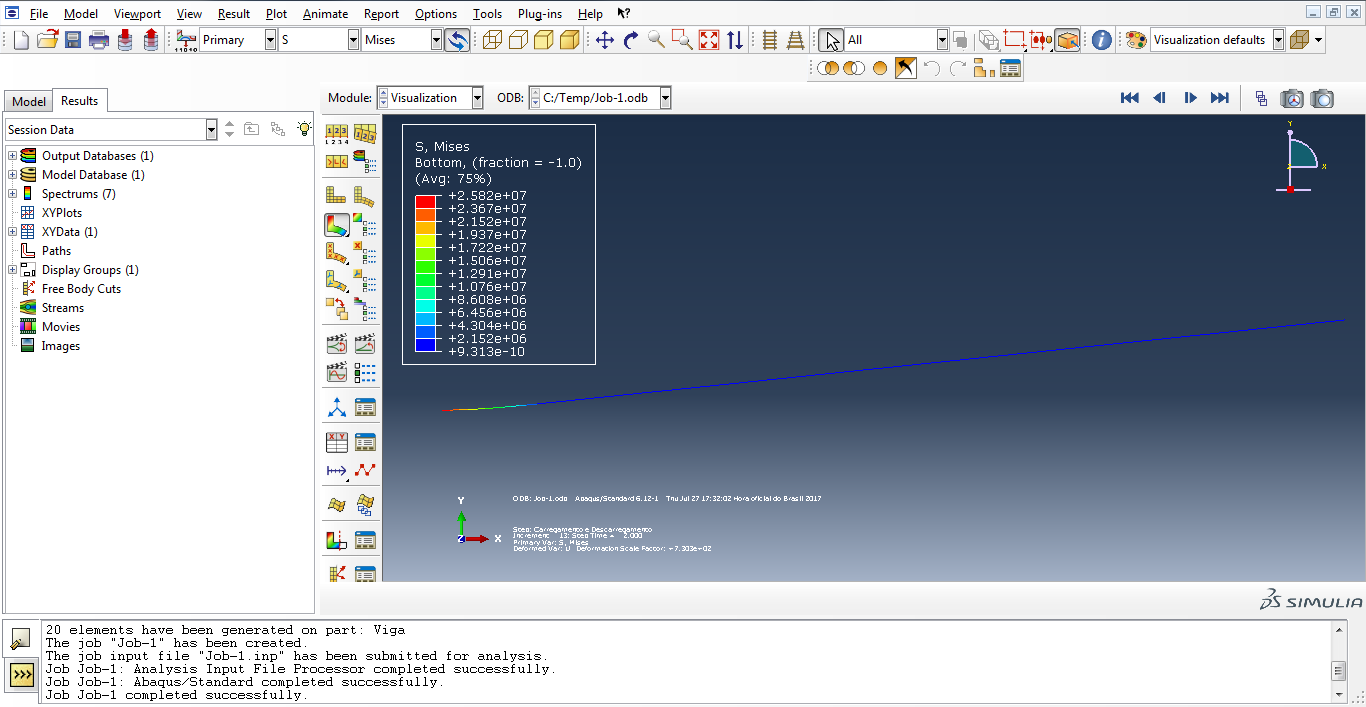 File Model Viewport View Result Plot Animate Report Options Tools Plug-ins Help
Primary S Mises All Visualization defaults
Model Results
Module: Visualization ODB: C:/Temp/Job-1.odb
Session Data
Output Databases (1)
Model Database (1)
Spectrums (7)
XYPlots
XYData (1)
Paths
Display Groups (1)
Free Body Cuts
Streams
Movies
Images
S, Mises
Bottom, (fraction = -1.0)
(Avg: 75%)
+2.582e+07
+2.367e+07
+2.152e+07
+1.937e+07
+1.722e+07
+1.506e+07
+1.291e+07
+1.076e+07
+8.608e+06
+6.456e+06
+4.304e+06
+2.152e+06
+9.313e-10
Y
X
Z
Y
X
Z
ODB: Job-1.odb Abaqus/Standard 6.12-1 Thu Jul 27 17:32:02 Hora oficial do Brasil 2017
Step: Carregamento e Descarregamento
Increment 13: Step Time = 2.000
Primary Var: S, Mises
Deformed Var: U Deformation Scale Factor: +7.303e+02
SIMULIA
20 elements have been generated on part: Viga
The job "Job-1" has been created.
The job input file "Job-1.inp" has been submitted for analysis.
Job Job-1: Analysis Input File Processor completed successfully.
Job Job-1: Abaqus/Standard completed successfully.
Job Job-1 completed successfully.